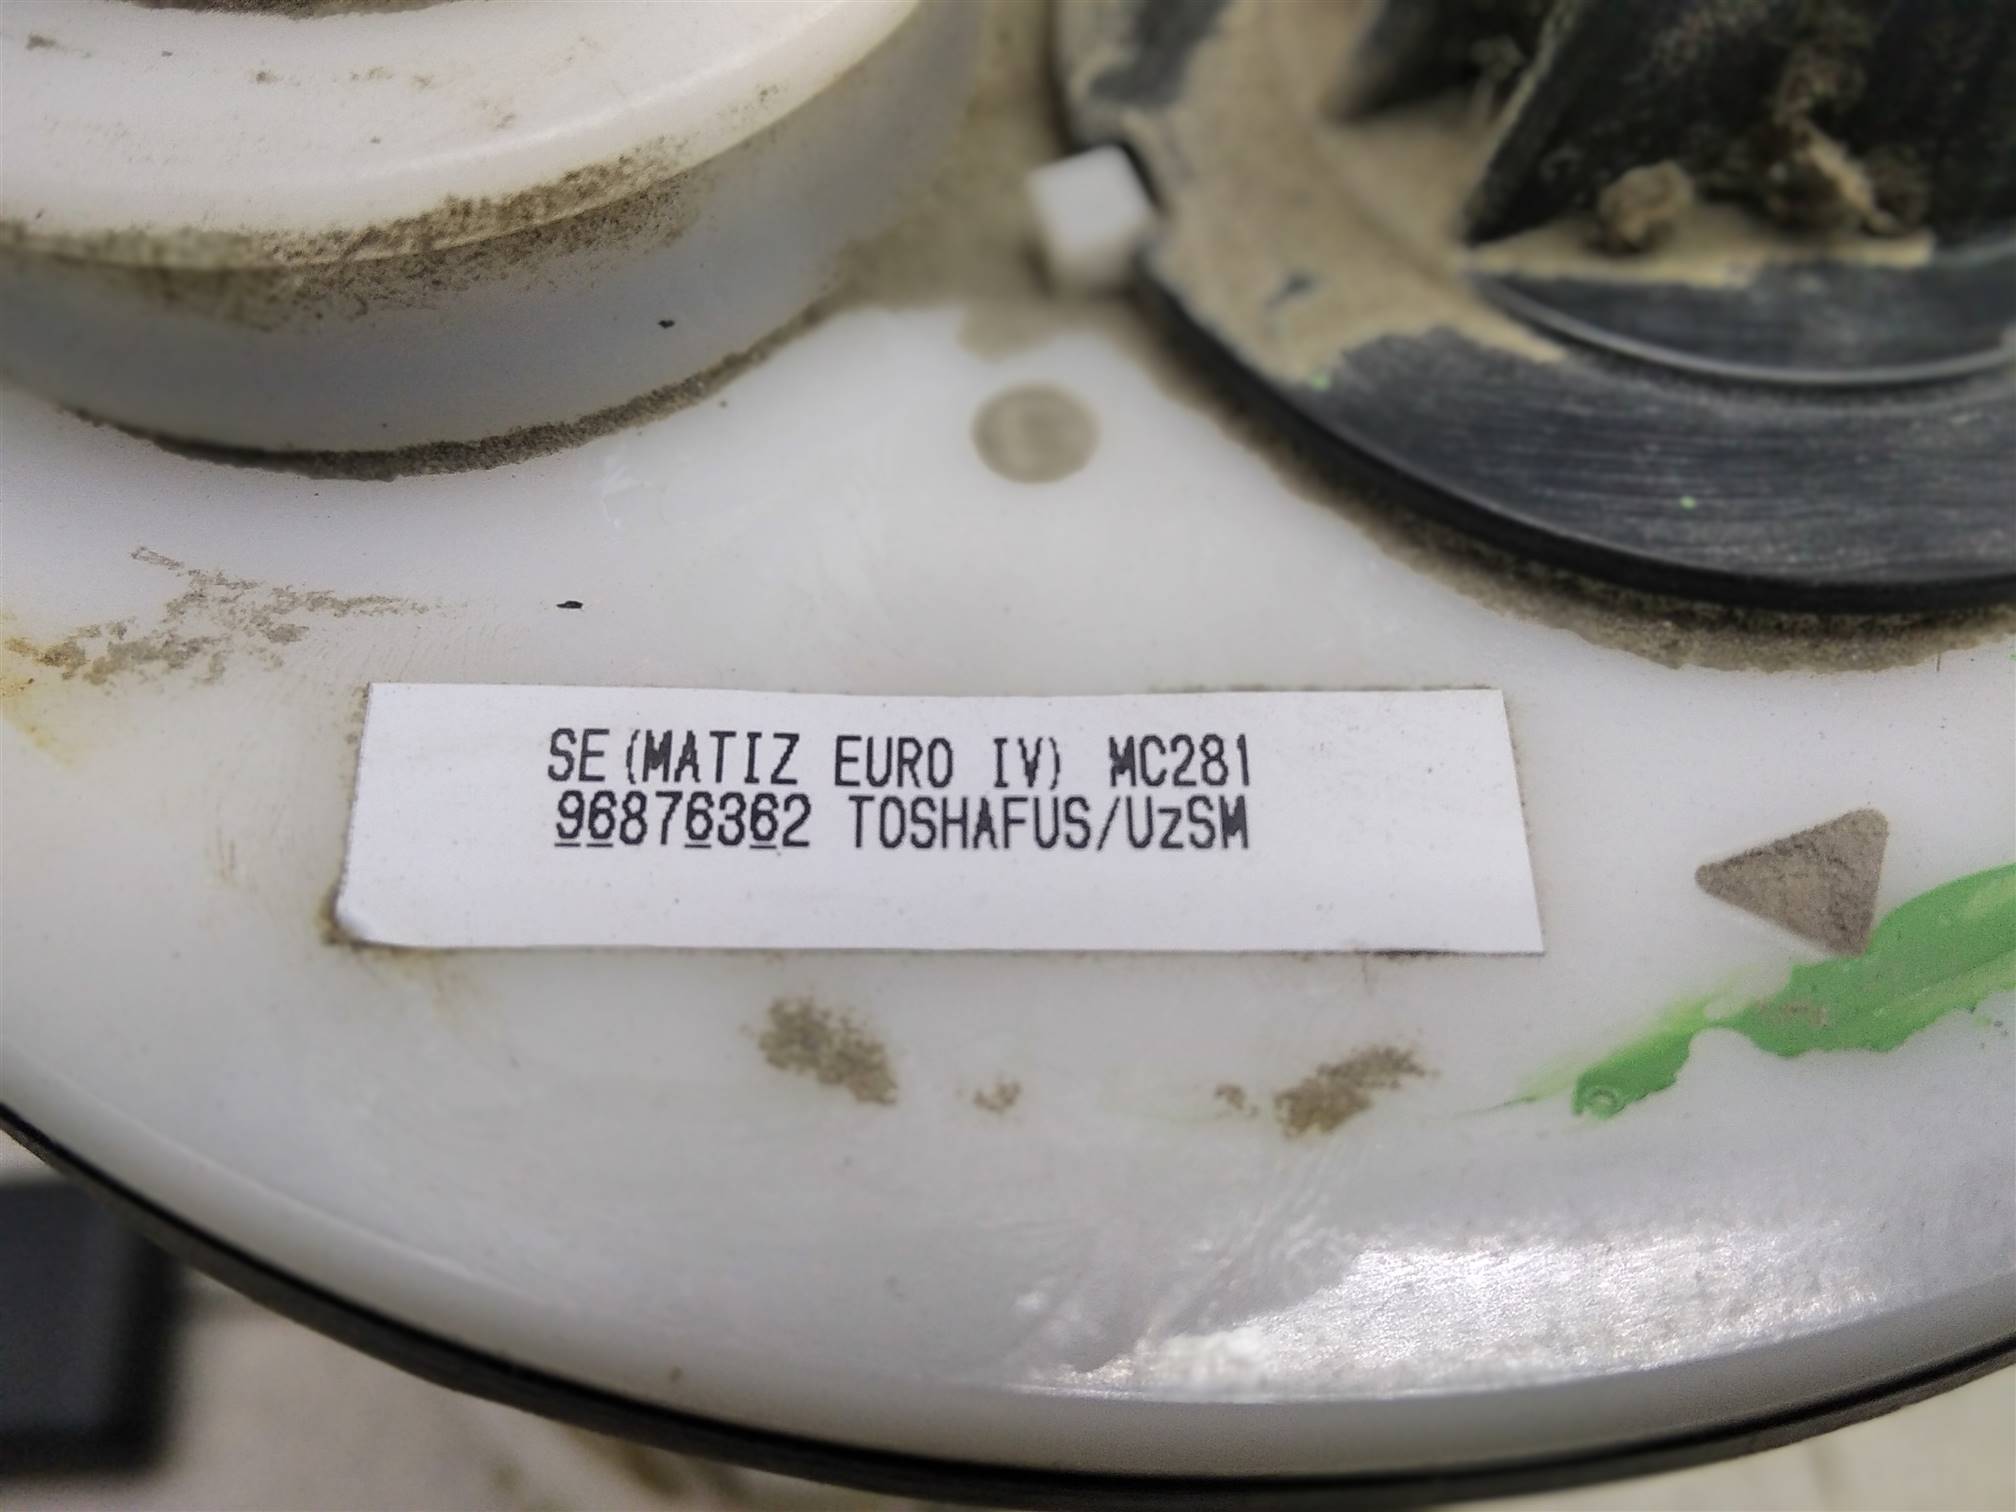 SE(MATIZ EURO IV) MC281
96876362 TOSHAFUS/UzSM